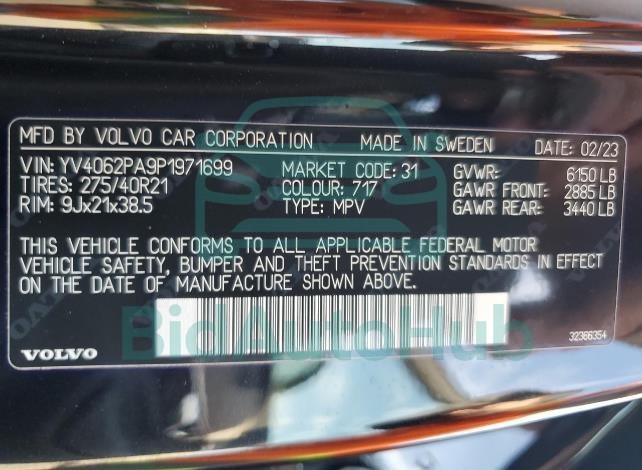 MFD BY VOLVO CAR CORPORATION MADE IN SWEDEN DATE: 02/23
VIN: YV4062PA9P1971699 MARKET CODE: 31 GVWR: 6150 LB
TIRES: 275/40R21 COLOUR: 717 GAWR FRONT: 2885 LB
RIM: 9Jx21x38.5 TYPE: MPV GAWR REAR: 3440 LB
THIS VEHICLE CONFORMS TO ALL APPLICABLE FEDERAL MOTOR
VEHICLE SAFETY, BUMPER AND THEFT PREVENTION STANDARDS IN EFFECT
ON THE DATE OF MANUFACTURE SHOWN ABOVE.
BidAutoHub
32366354
VOLVO